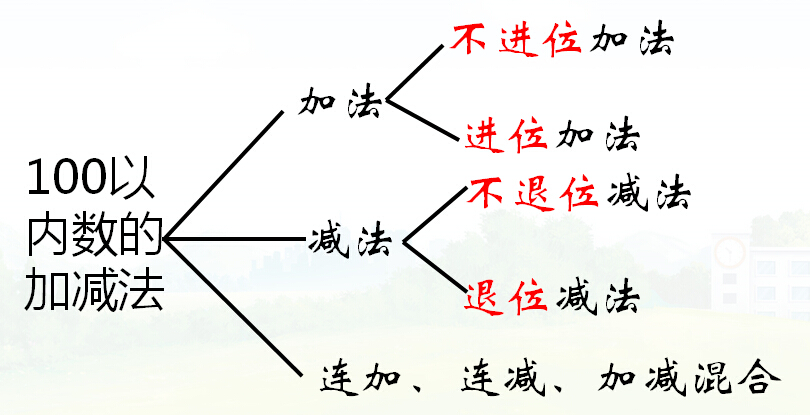 100以
内数的
加减法
加法
不进位加法
进位加法
减法
不退位减法
退位减法
连加、连减、加减混合